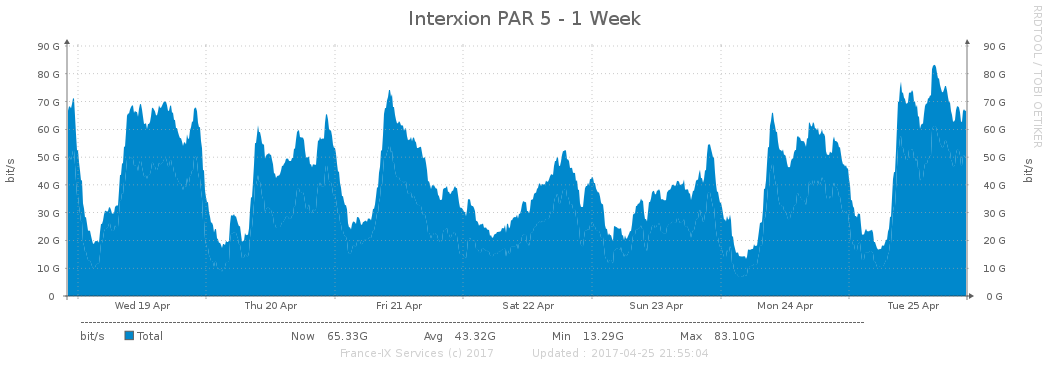 Interxion PAR 5 - 1 Week
RRDTOOL / TOBI OETIKER
90 G 90 G
80 G 80 G
70 G 70 G
60 G 60 G
50 G 50 G
40 G 40 G
30 G 30 G
20 G 20 G
10 G 10 G
0 0 G
bit/s bit/s
Wed 19 Apr Thu 20 Apr Fri 21 Apr Sat 22 Apr Sun 23 Apr Mon 24 Apr Tue 25 Apr
bit/s Total Now 65.33G Avg 43.32G Min 13.29G Max 83.10G
France-IX Services (c) 2017 Updated : 2017-04-25 21:55:04